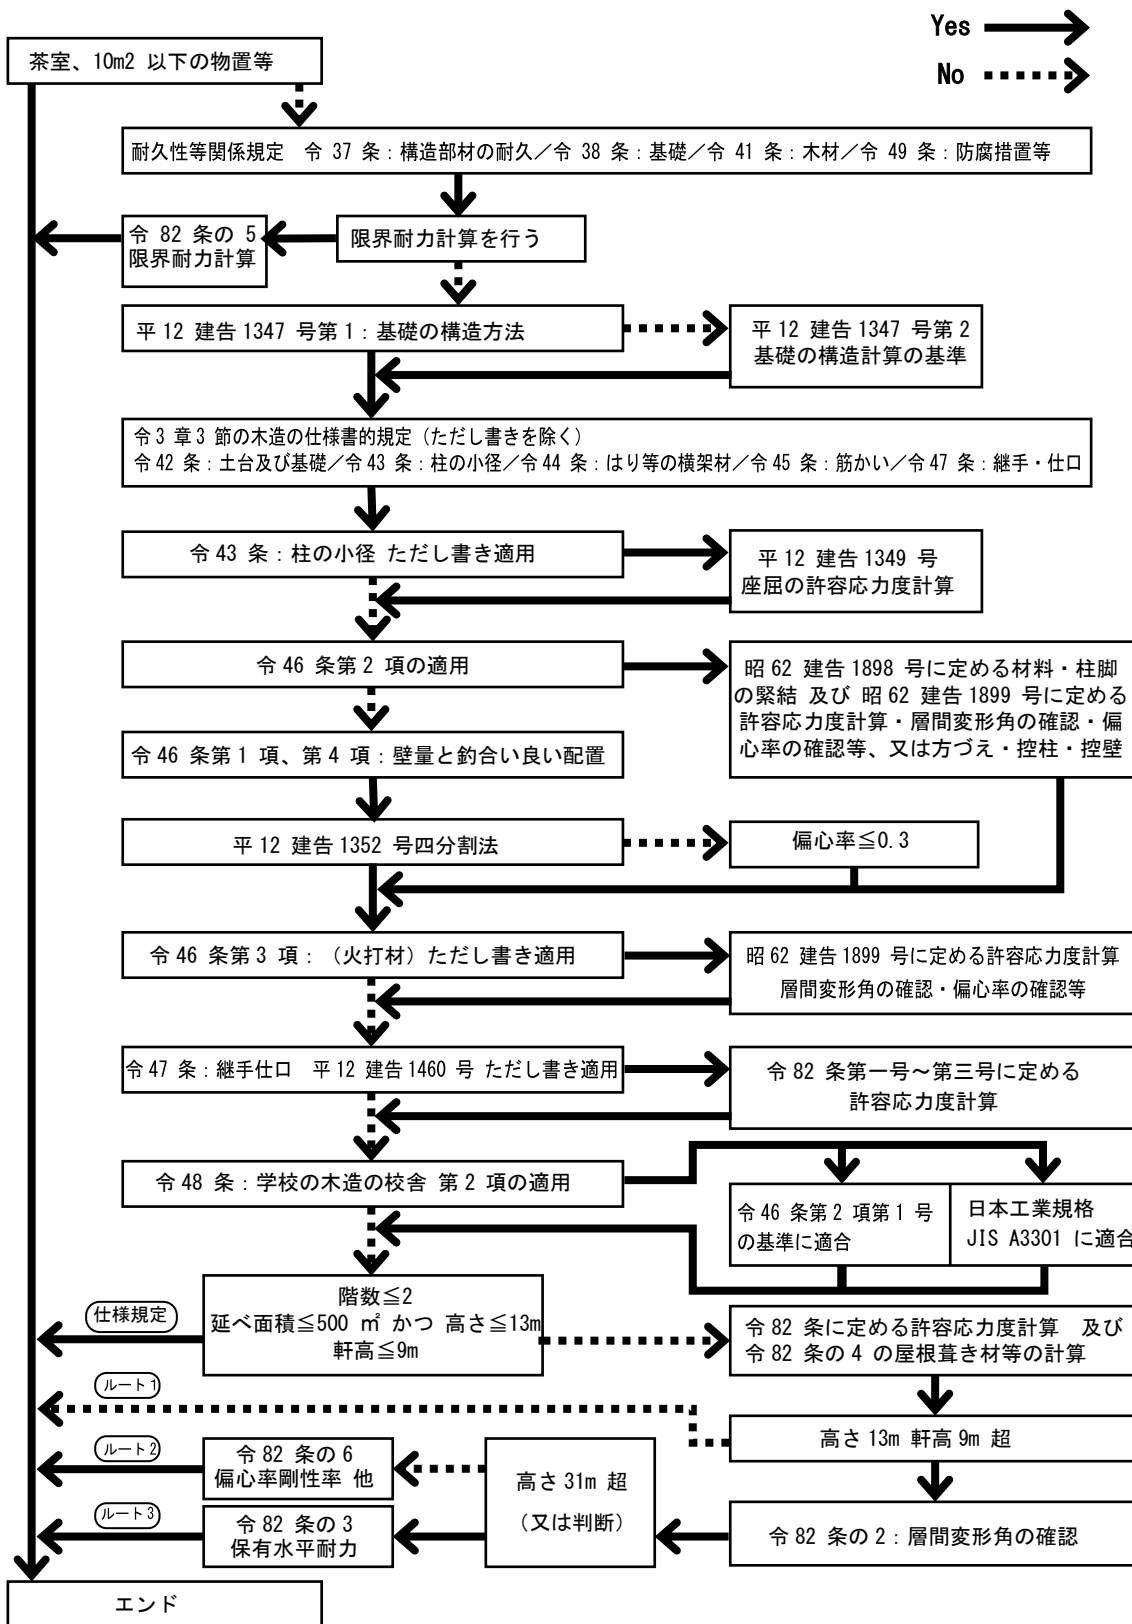 Yes
No
茶室、10m2 以下の物置等
耐久性等関係規定 令 37 条：構造部材の耐久／令 38 条：基礎／令 41 条：木材／令 49 条：防腐措置等
令 82 条の 5
限界耐力計算
限界耐力計算を行う
平 12 建告 1347 号第 1：基礎の構造方法
平 12 建告 1347 号第 2
基礎の構造計算の基準
令 3 章 3 節の木造の仕様書的規定（ただし書きを除く）
令 42 条：土台及び基礎／令 43 条：柱の小径／令 44 条：はり等の横架材／令 45 条：筋かい／令 47 条：継手・仕口
令 43 条：柱の小径 ただし書き適用
平 12 建告 1349 号
座屈の許容応力度計算
令 46 条第 2 項の適用
昭 62 建告 1898 号に定める材料・柱脚
の緊結 及び 昭 62 建告 1899 号に定める
許容応力度計算・層間変形角の確認・偏
心率の確認等、又は方づえ・控柱・控壁
令 46 条第 1 項、第 4 項：壁量と釣合い良い配置
平 12 建告 1352 号四分割法
偏心率≦0.3
令 46 条第 3 項：（火打材）ただし書き適用
昭 62 建告 1899 号に定める許容応力度計算
層間変形角の確認・偏心率の確認等
令 47 条：継手仕口 平 12 建告 1460 号 ただし書き適用
令 82 条第一号～第三号に定める
許容応力度計算
令 48 条：学校の木造の校舎 第 2 項の適用
令 46 条第 2 項第 1 号
の基準に適合
日本工業規格
JIS A3301 に適合
階数≦2
延べ面積≦500 ㎡ かつ 高さ≦13m
軒高≦9m
仕様規定
令 82 条に定める許容応力度計算 及び
令 82 条の 4 の屋根葺き材等の計算
ルート1
高さ 13m 軒高 9m 超
ルート2
令 82 条の 6
偏心率剛性率 他
高さ 31m 超
（又は判断）
ルート3
令 82 条の 3
保有水平耐力
令 82 条の 2：層間変形角の確認
エンド